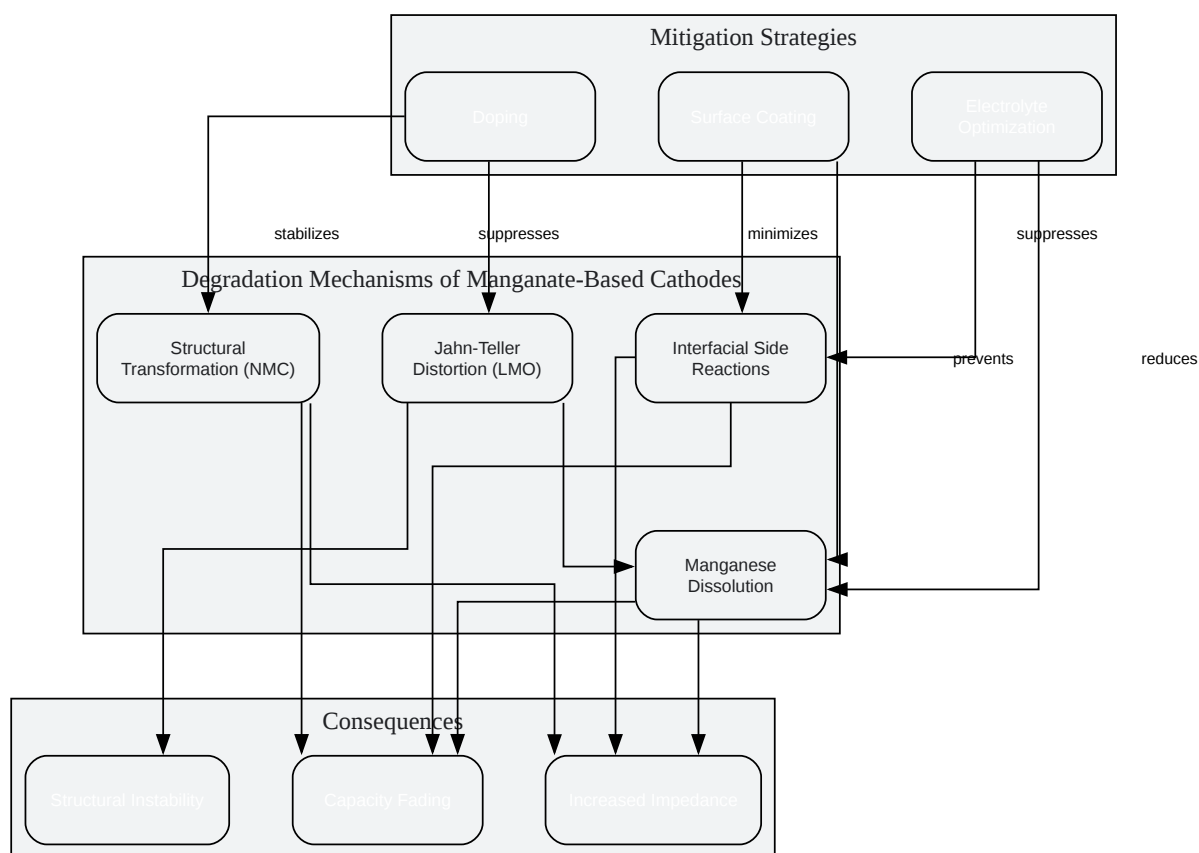 Mitigation Strategies
Doping
Surface Coating
Electrolyte
Optimization
stabilizes
suppresses
minimizes
suppresses
Degradation Mechanisms of Manganate-Based Cathodes
Structural
Transformation (NMC)
Jahn-Teller
Distortion (LMO)
Interfacial Side
Reactions
prevents
reduces
Manganese
Dissolution
Consequences
Structural Instability
Capacity Fading
Increased Impedance